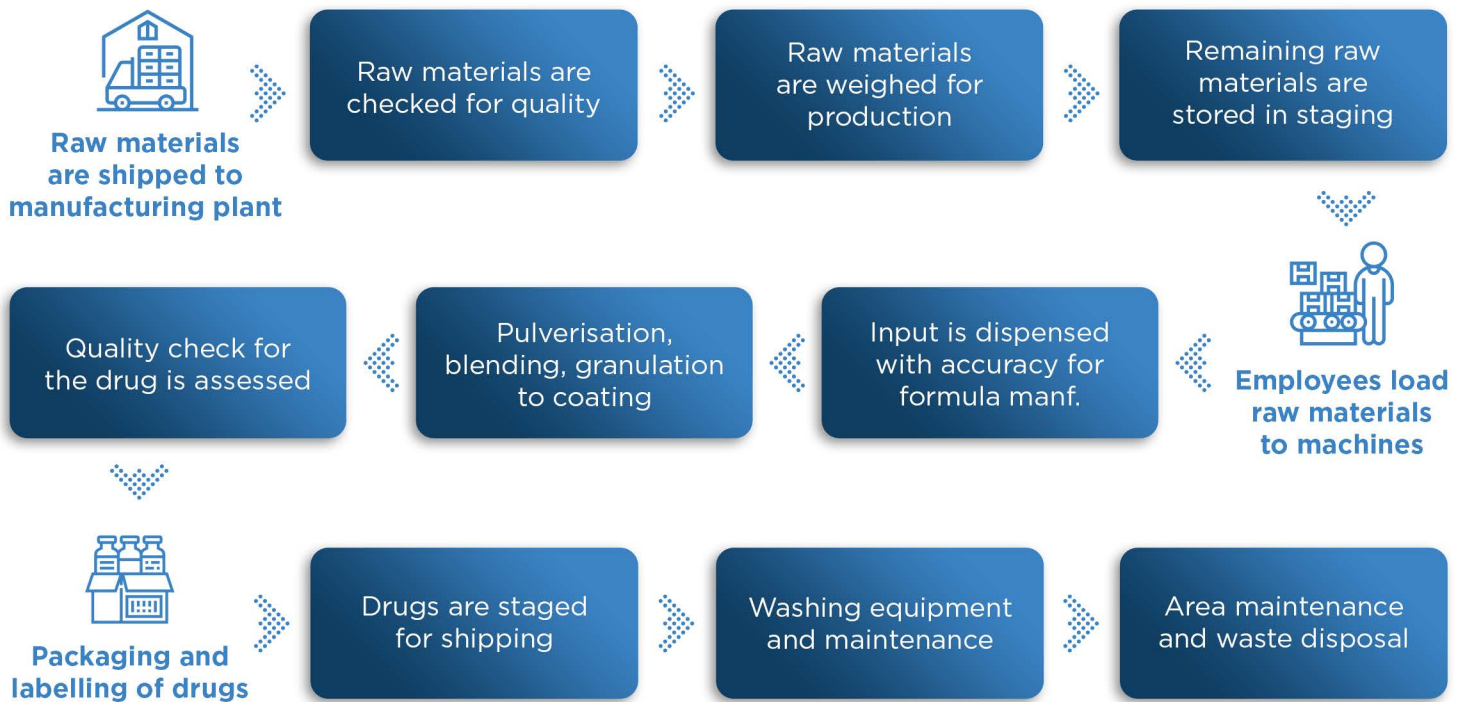 Raw materials
are shipped to
manufacturing plant
Raw materials are
checked for quality
Raw materials
are weighed for
production
Remaining raw
materials are
stored in staging
Employees load
raw materials
to machines
Input is dispensed
with accuracy for
formula manf.
Pulverisation,
blending, granulation
to coating
Quality check for
the drug is assessed
Packaging and
labelling of drugs
Drugs are staged
for shipping
Washing equipment
and maintenance
Area maintenance
and waste disposal